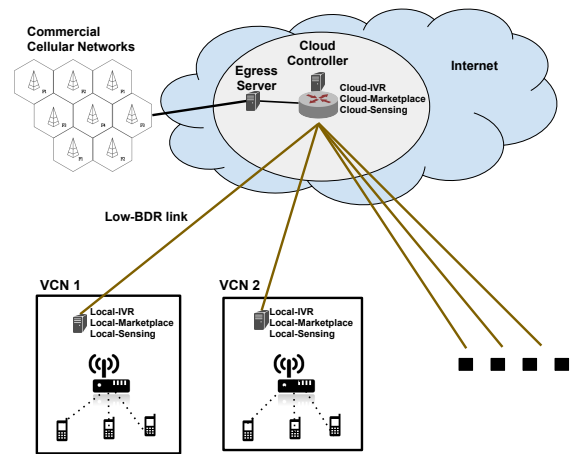 Commercial
Cellular Networks
Cloud
Controller
Internet
Egress
Server
Cloud-IVR
Cloud-Marketplace
Cloud-Sensing
Low-BDR link
VCN 1
Local-IVR
Local-Marketplace
Local-Sensing
VCN 2
Local-IVR
Local-Marketplace
Local-Sensing